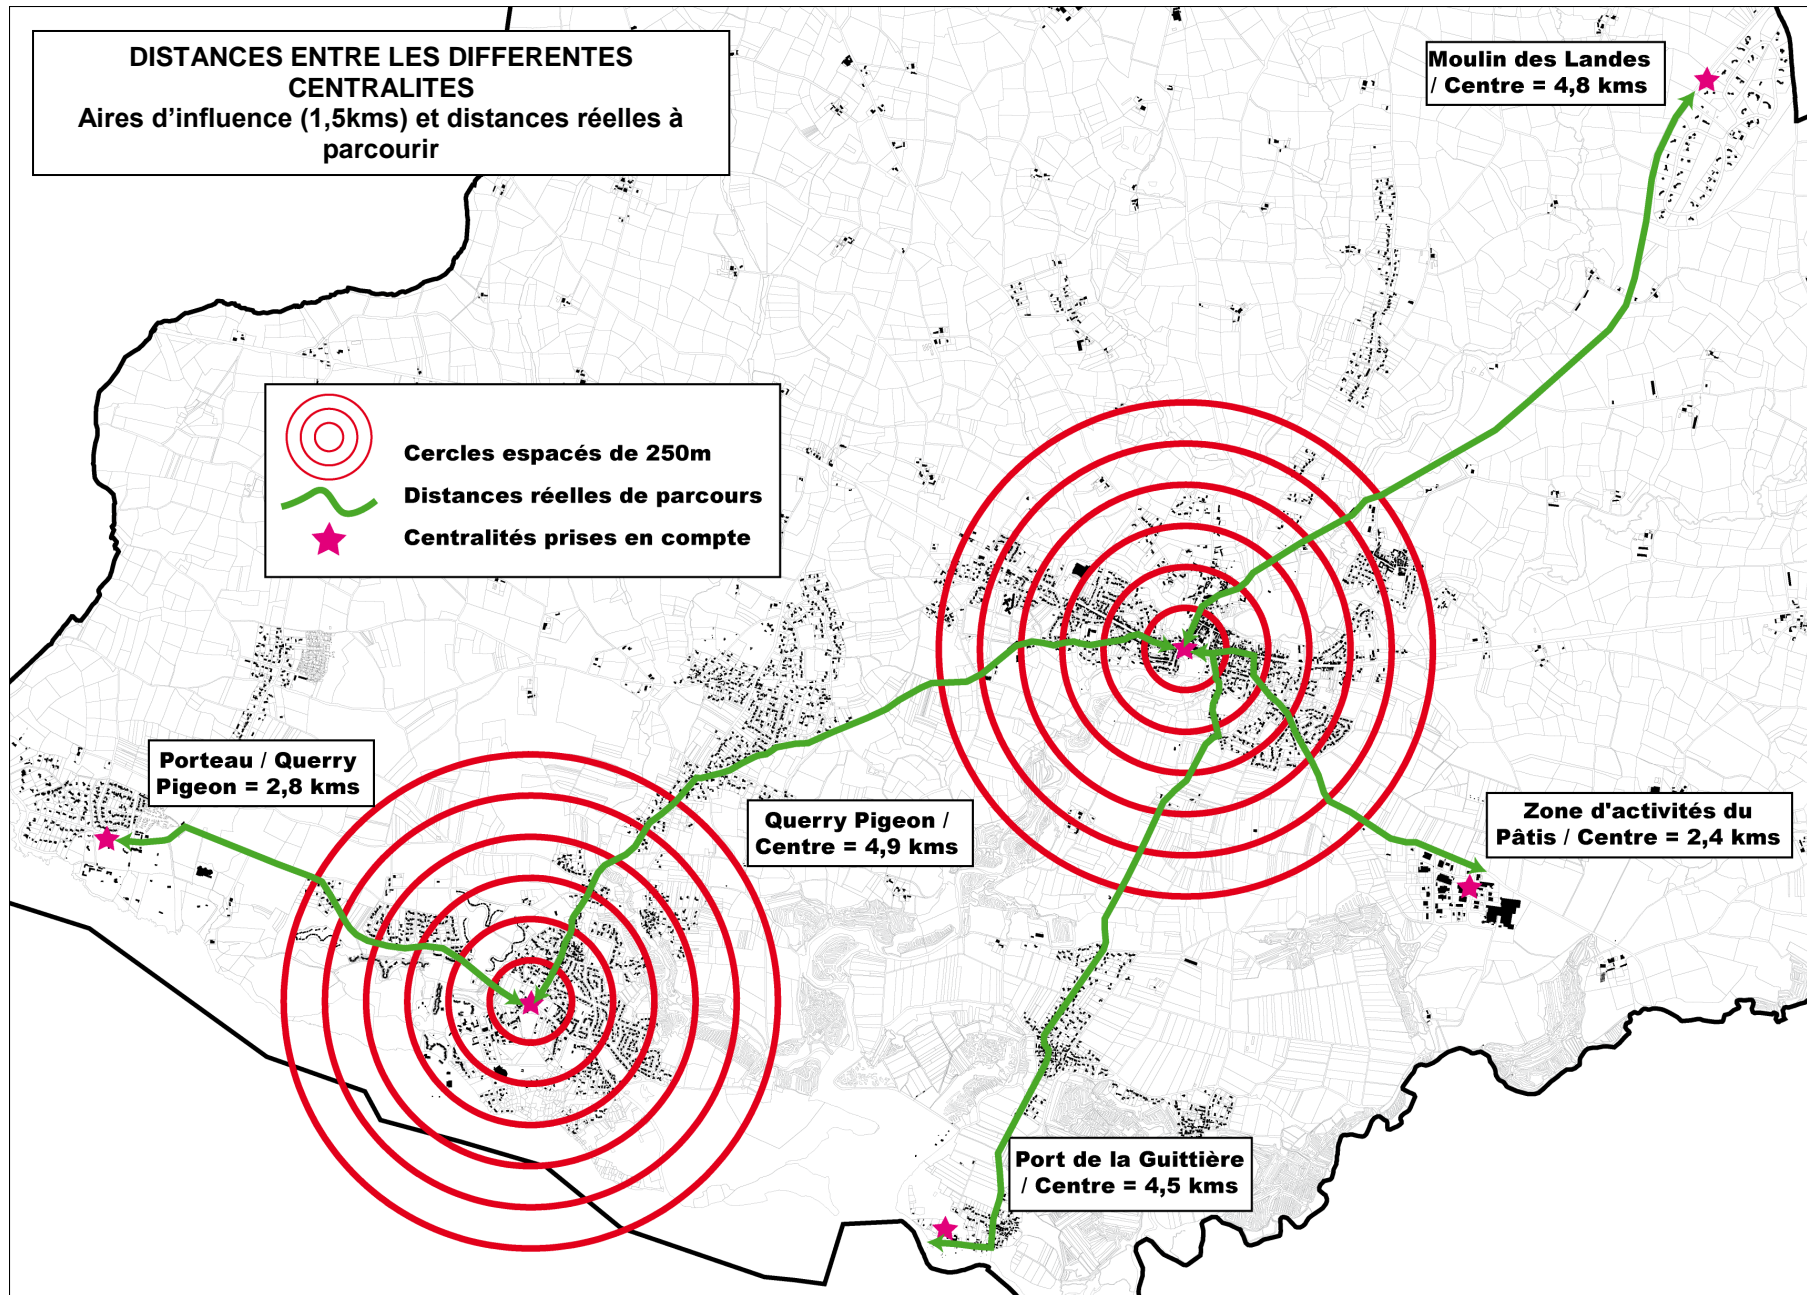 DISTANCES ENTRE LES DIFFERENTES
CENTRALITES
Aires d'influence (1,5kms) et distances réelles à
parcourir
Moulin des Landes
/ Centre = 4,8 kms
Cercles espacés de 250m
Distances réelles de parcours
Centralités prises en compte
Porteau / Querry
Pigeon = 2,8 kms
Querry Pigeon /
Centre = 4,9 kms
Zone d'activités du
Pâtis / Centre = 2,4 kms
Port de la Guittière
/ Centre = 4,5 kms